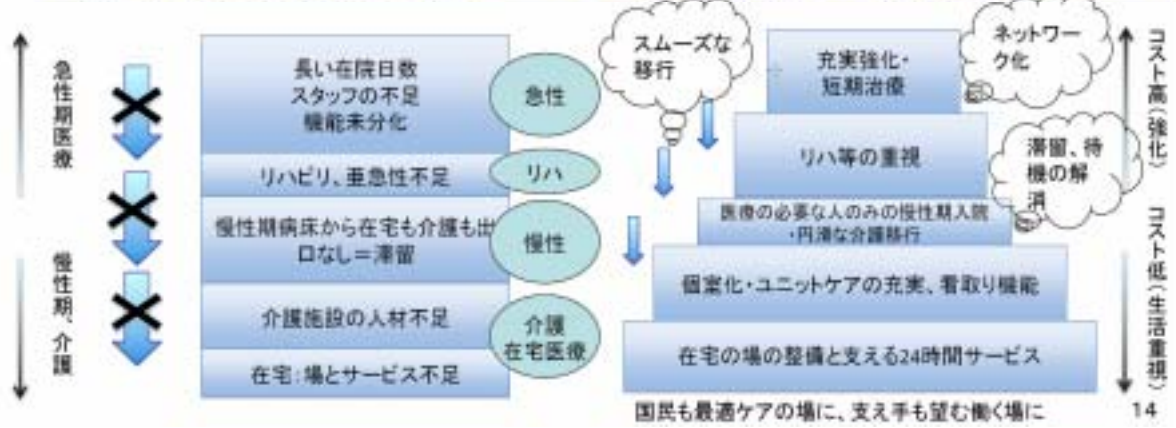 急性期医療
慢性期、介護
長い在院日数
スタッフの不足
機能未分化
リハビリ、亜急性不足
慢性期病床から在宅も介護も出
口なし=滞留
介護施設の人材不足
在宅:場とサービス不足
急性
リハ
慢性
介護
在宅医療
スムーズな
移行
充実強化・
短期治療
ネットワー
ク化
リハ等の重視
滞留、待
機の解
消
医療の必要な人のみの慢性期入院
・円滑な介護移行
個室化・ユニットケアの充実、看取り機能
在宅の場の整備と支える24時間サービス
コスト高(強化)
コスト低(生活重視)
国民も最適ケアの場に、支え手も望む働く場に
14